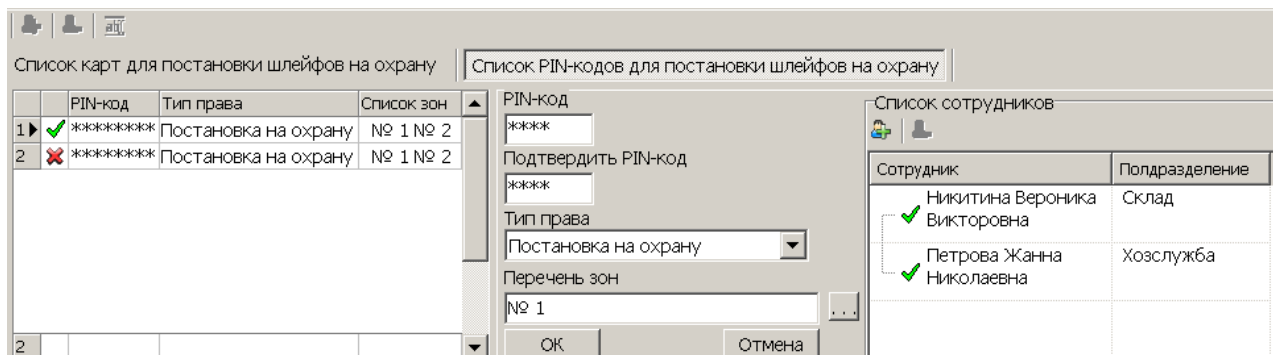 ab
Список карт для постановки шлейфов на охрану
Список PIN-кодов для постановки шлейфов на охрану
PIN-код Тип права Список зон
1 ******** Постановка на охрану № 1 № 2
2 ******** Постановка на охрану № 1 № 2
2
PIN-код
****
Подтвердить PIN-код
****
Тип права
Постановка на охрану
Перечень зон
№ 1
...
ОК Отмена
Список сотрудников
Сотрудник Полдразделение
Никитина Вероника Склад
Викторовна
Петрова Жанна Хозслужба
Николаевна